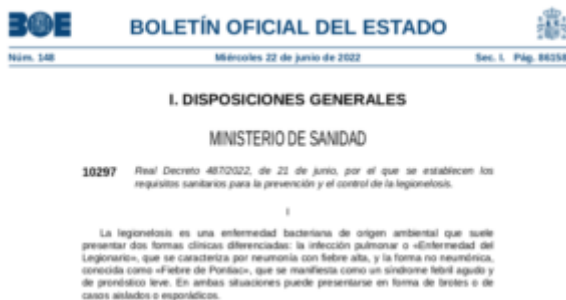 BOE
BOLETÍN OFICIAL DEL ESTADO
Núm. 148 Miércoles 22 de junio de 2022 Sec. I. Pág. 86158
I. DISPOSICIONES GENERALES
MINISTERIO DE SANIDAD
10297 Real Decreto 487/2022, de 21 de junio, por el que se establecen los
requisitos sanitarios para la prevención y el control de la legionelosis.
I
La legionelosis es una enfermedad bacteriana de origen ambiental que suele
presentar dos formas clínicas diferenciadas: la infección pulmonar o «Enfermedad del
Legionario», que se caracteriza por neumonía con fiebre alta, y la forma no neumónica,
conocida como «Fiebre de Pontiac», que se manifiesta como un síndrome febril agudo y
de pronóstico leve. En ambas situaciones puede presentarse en forma de brotes o de
casos aislados o esporádicos.